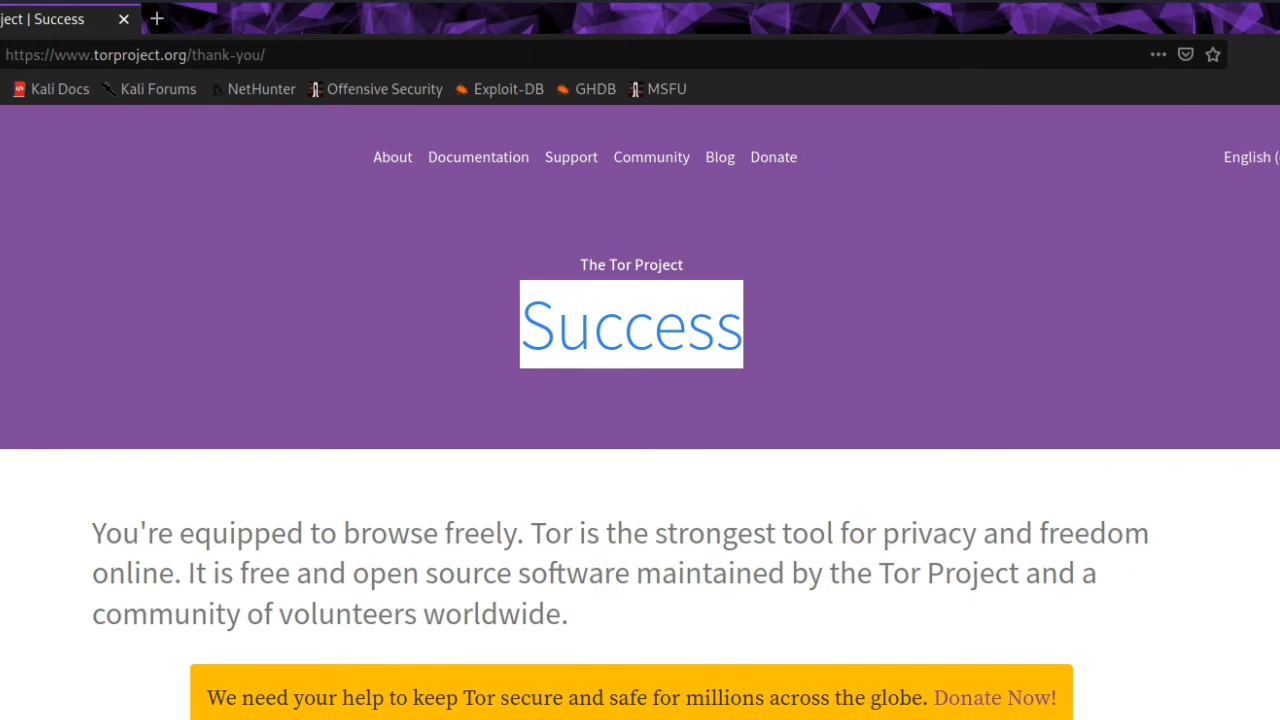 ject | Success
https://www.torproject.org/thank-you/
Kali Docs Kali Forums NetHunter Offensive Security Exploit-DB GHDB MSFU
About Documentation Support Community Blog Donate English (
The Tor Project
Success
You're equipped to browse freely. Tor is the strongest tool for privacy and freedom
online. It is free and open source software maintained by the Tor Project and a
community of volunteers worldwide.
We need your help to keep Tor secure and safe for millions across the globe. Donate Now!